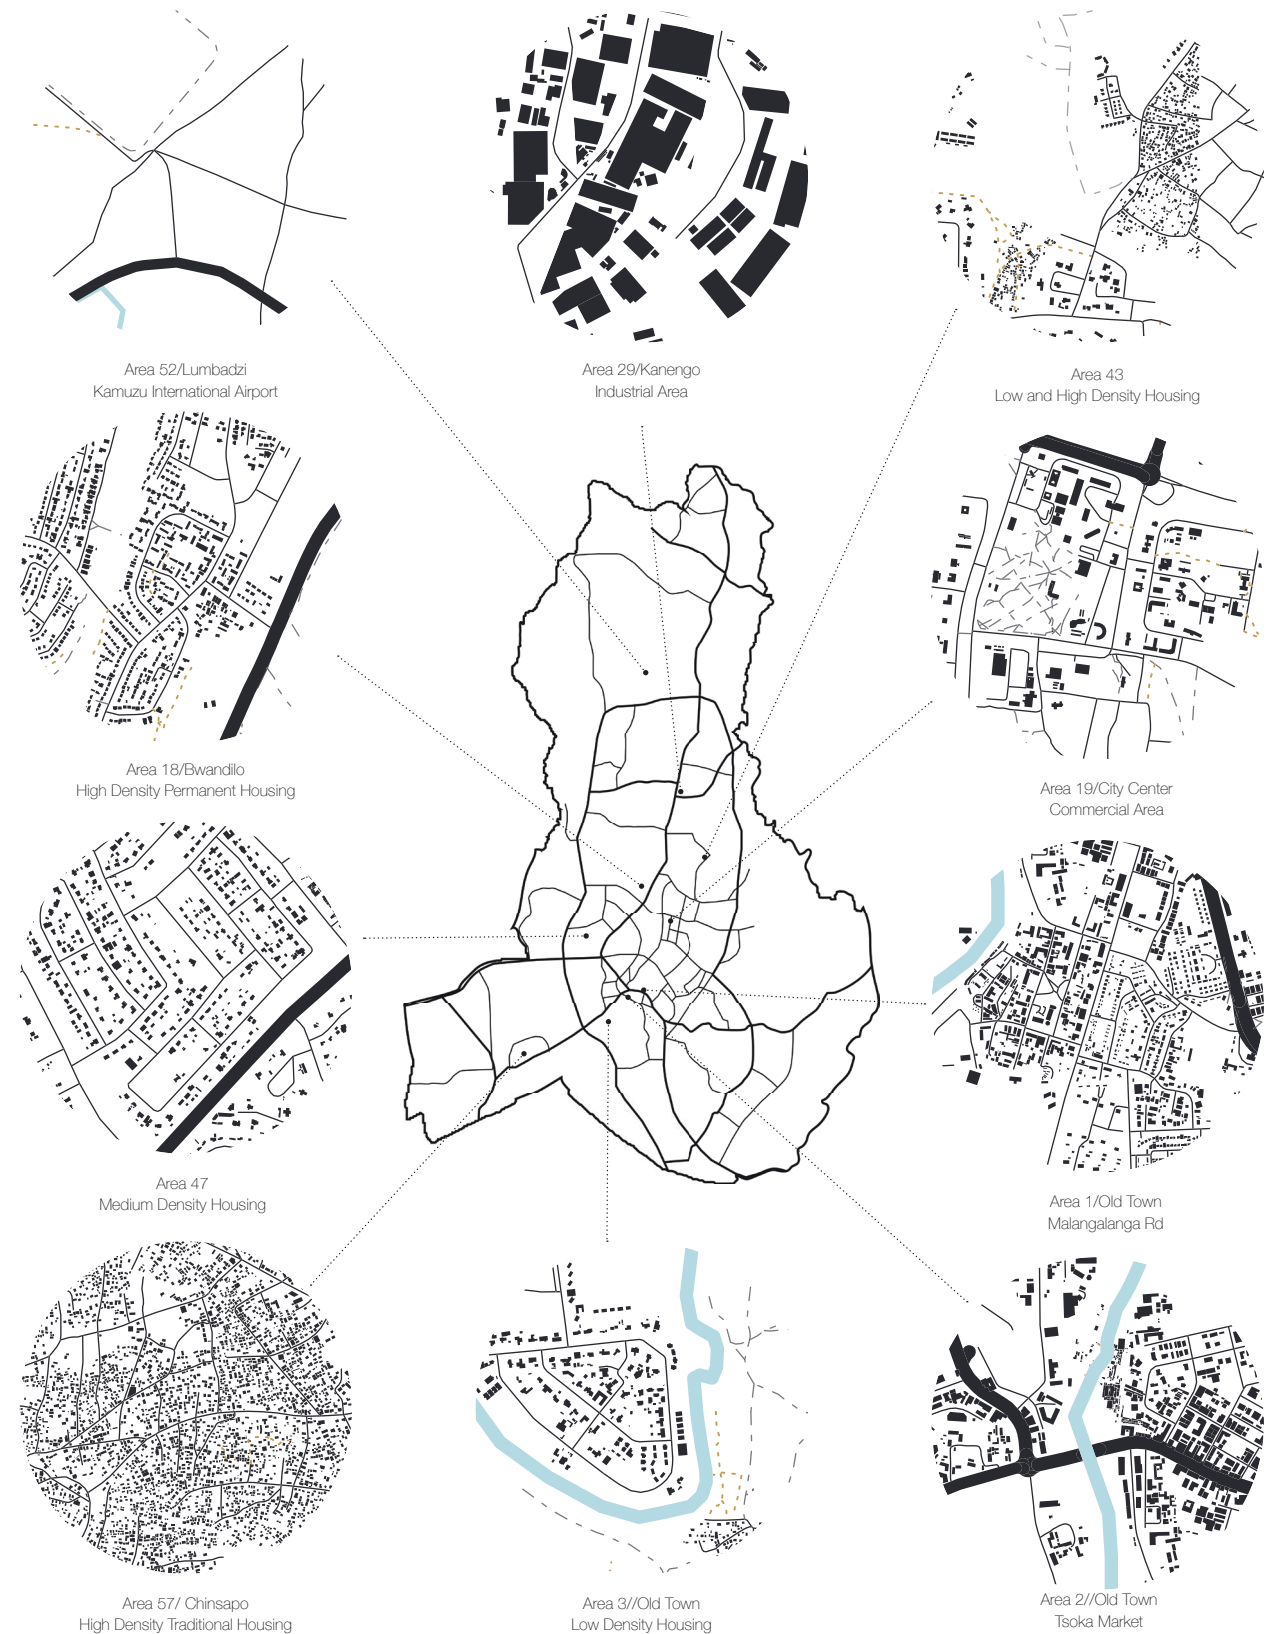 Area 52/Lumbadzi
Kamuzu International Airport
Area 29/Kanengo
Industrial Area
Area 43
Low and High Density Housing
Area 18/Bwandilo
High Density Permanent Housing
Area 19/City Center
Commercial Area
Area 47
Medium Density Housing
Area 1/Old Town
Malangalanga Rd
Area 57/ Chinsapo
High Density Traditional Housing
Area 3//Old Town
Low Density Housing
Area 2//Old Town
Tsoka Market